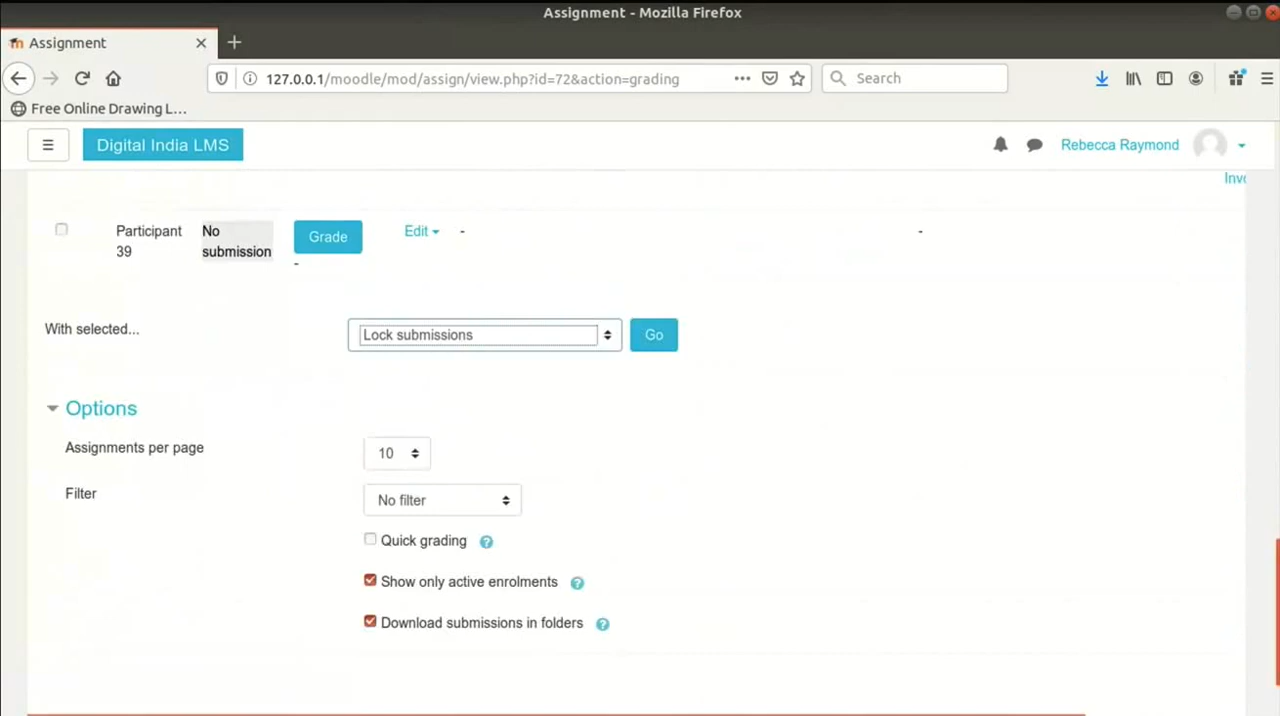 Assignment - Mozilla Firefox
Assignment
127.0.0.1/moodle/mod/assign/view.php?id=72&action=grading
Search
Free Online Drawing L...
Digital India LMS
Rebecca Raymond
Participant 39
No submission
Grade
Edit
-
-
-
With selected...
Lock submissions
Go
Options
Assignments per page
10
Filter
No filter
Quick grading
Show only active enrolments
Download submissions in folders